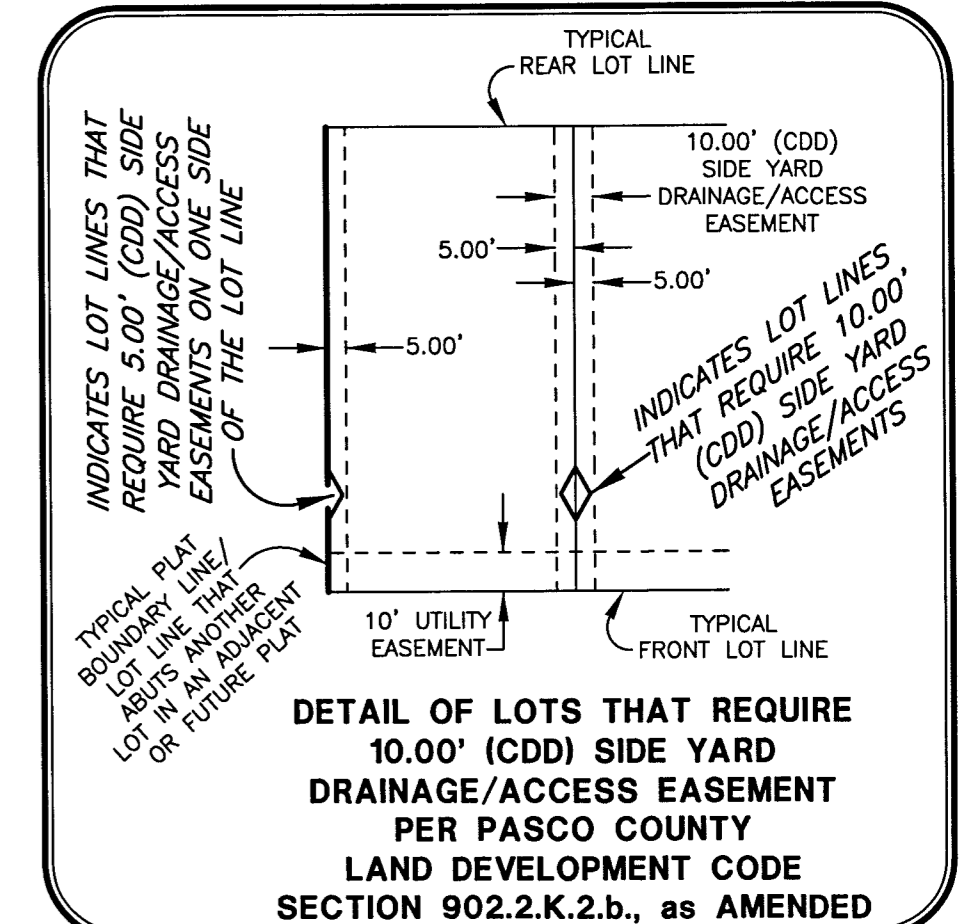 TYPICAL
REAR LOT LINE
INDICATES LOT LINES THAT
REQUIRE 5.00' (CDD) SIDE
YARD DRAINAGE/ACCESS
EASEMENTS ON ONE SIDE
OF THE LOT LINE
10.00' (CDD)
SIDE YARD
DRAINAGE/ACCESS
EASEMENT
5.00'
5.00'
5.00'
INDICATES LOT LINES
THAT REQUIRE 10.00'
(CDD) SIDE YARD
DRAINAGE/ACCESS
EASEMENTS
TYPICAL PLAT
BOUNDARY LINE/
LOT LINE THAT
ABUTS ANOTHER
LOT IN AN ADJACENT
OR FUTURE PLAT
10' UTILITY
EASEMENT
TYPICAL
FRONT LOT LINE
DETAIL OF LOTS THAT REQUIRE
10.00' (CDD) SIDE YARD
DRAINAGE/ACCESS EASEMENT
PER PASCO COUNTY
LAND DEVELOPMENT CODE
SECTION 902.2.K.2.b., as AMENDED